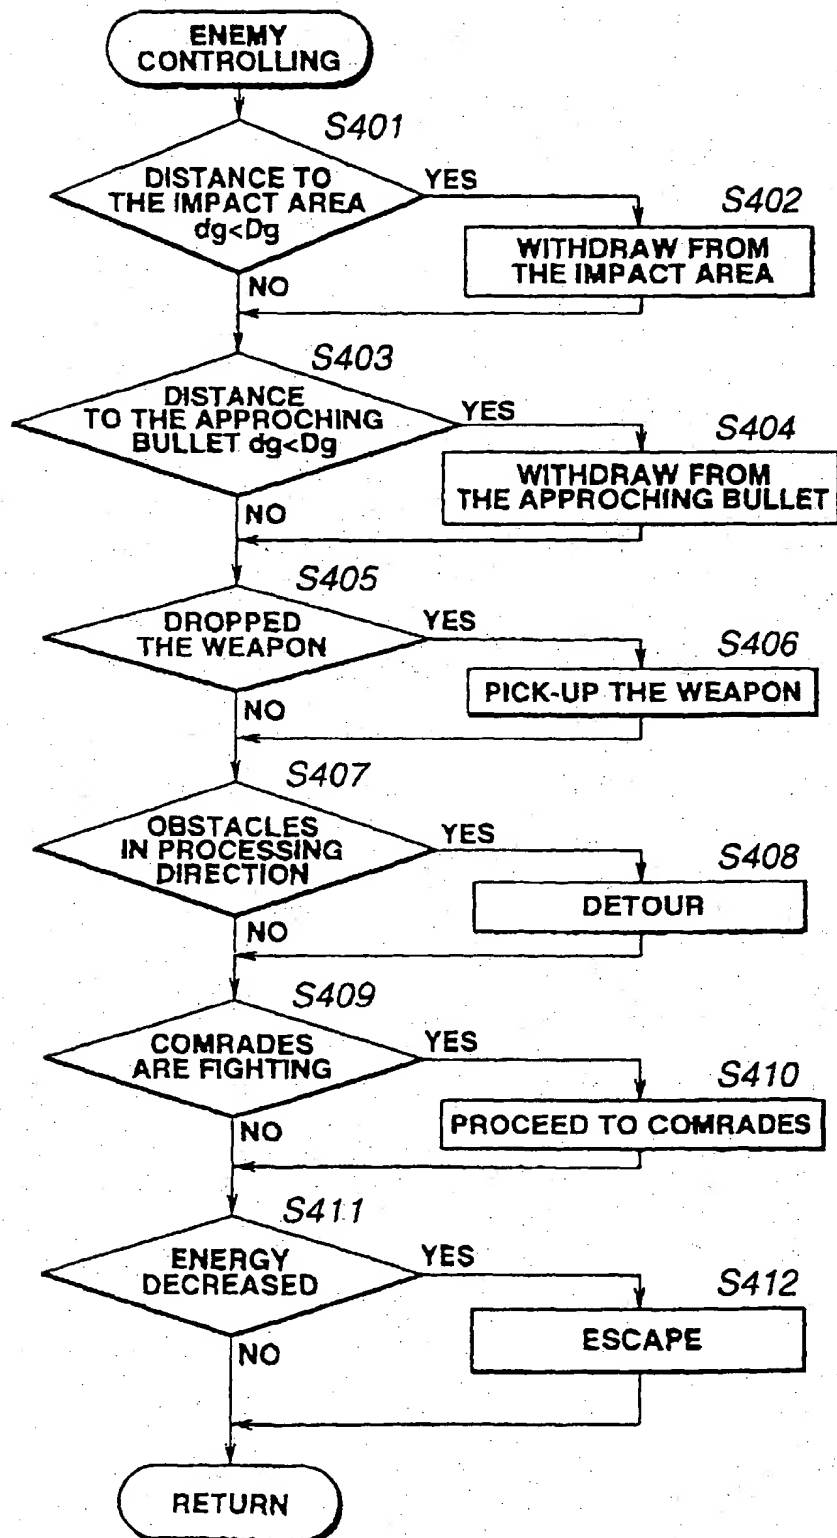 ENEMY
CONTROLLING
S401
DISTANCE TO
THE IMPACT AREA
dg<Dg
YES
S402
WITHDRAW FROM
THE IMPACT AREA
NO
S403
DISTANCE
TO THE APPROCHING
BULLET dg<Dg
YES
S404
WITHDRAW FROM
THE APPROCHING BULLET
NO
S405
DROPPED
THE WEAPON
YES
S406
PICK-UP THE WEAPON
NO
S407
OBSTACLES
IN PROCESSING
DIRECTION
YES
S408
DETOUR
NO
S409
COMRADES
ARE FIGHTING
YES
S410
PROCEED TO COMRADES
NO
S411
ENERGY
DECREASED
YES
S412
ESCAPE
NO
RETURN